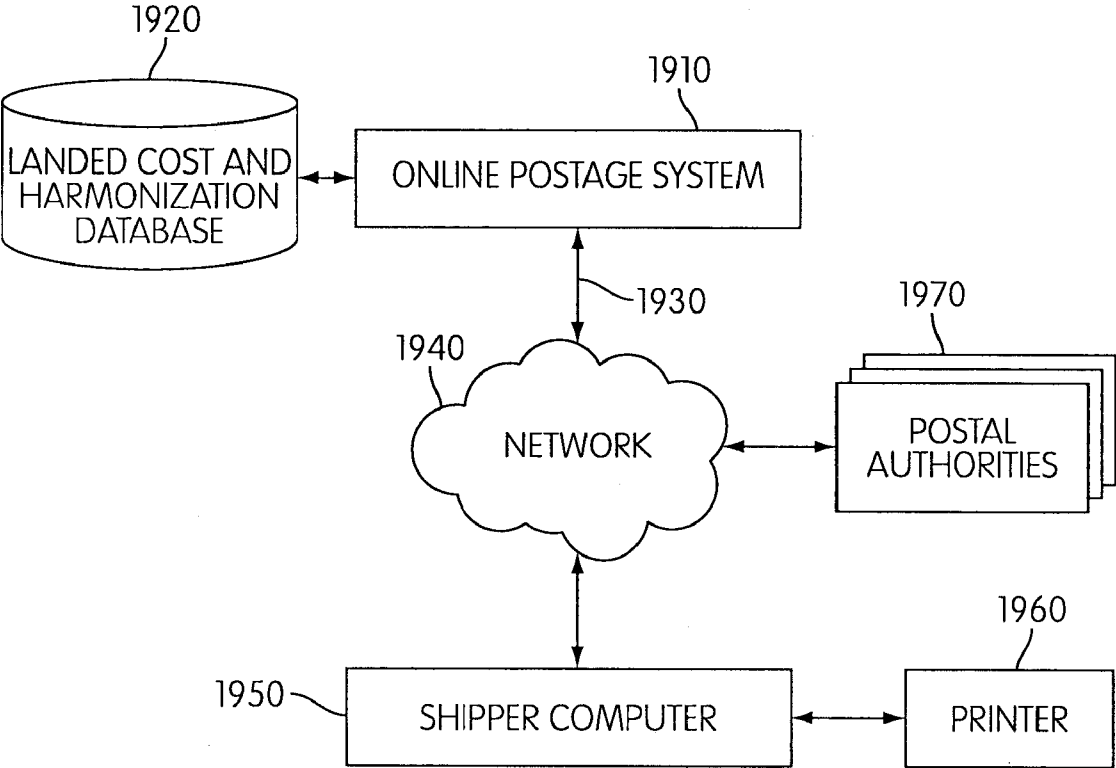 1920
1910
LANDED COST AND
HARMONIZATION
DATABASE
ONLINE POSTAGE SYSTEM
1930
1970
1940
NETWORK
POSTAL
AUTHORITIES
1960
1950
SHIPPER COMPUTER
PRINTER